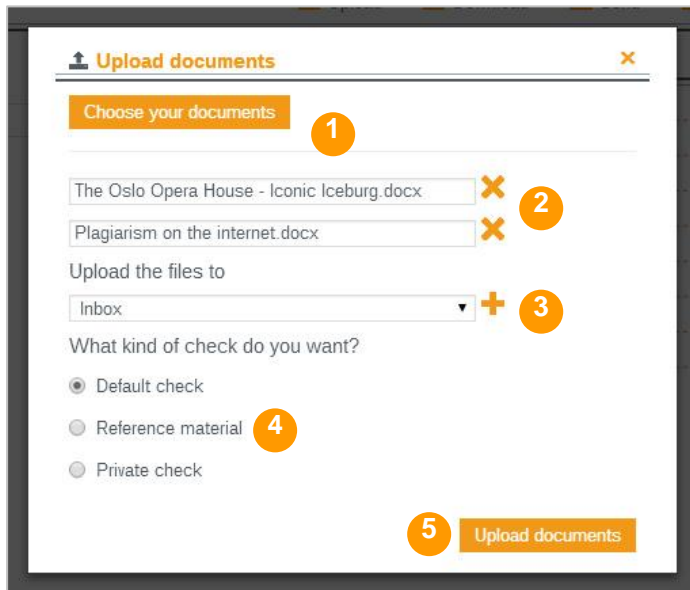 Upload documents
Choose your documents
1
The Oslo Opera House - Iconic Iceburg.docx
2
Plagiarism on the internet.docx
Upload the files to
Inbox
3
What kind of check do you want?
Default check
Reference material
4
Private check
5
Upload documents